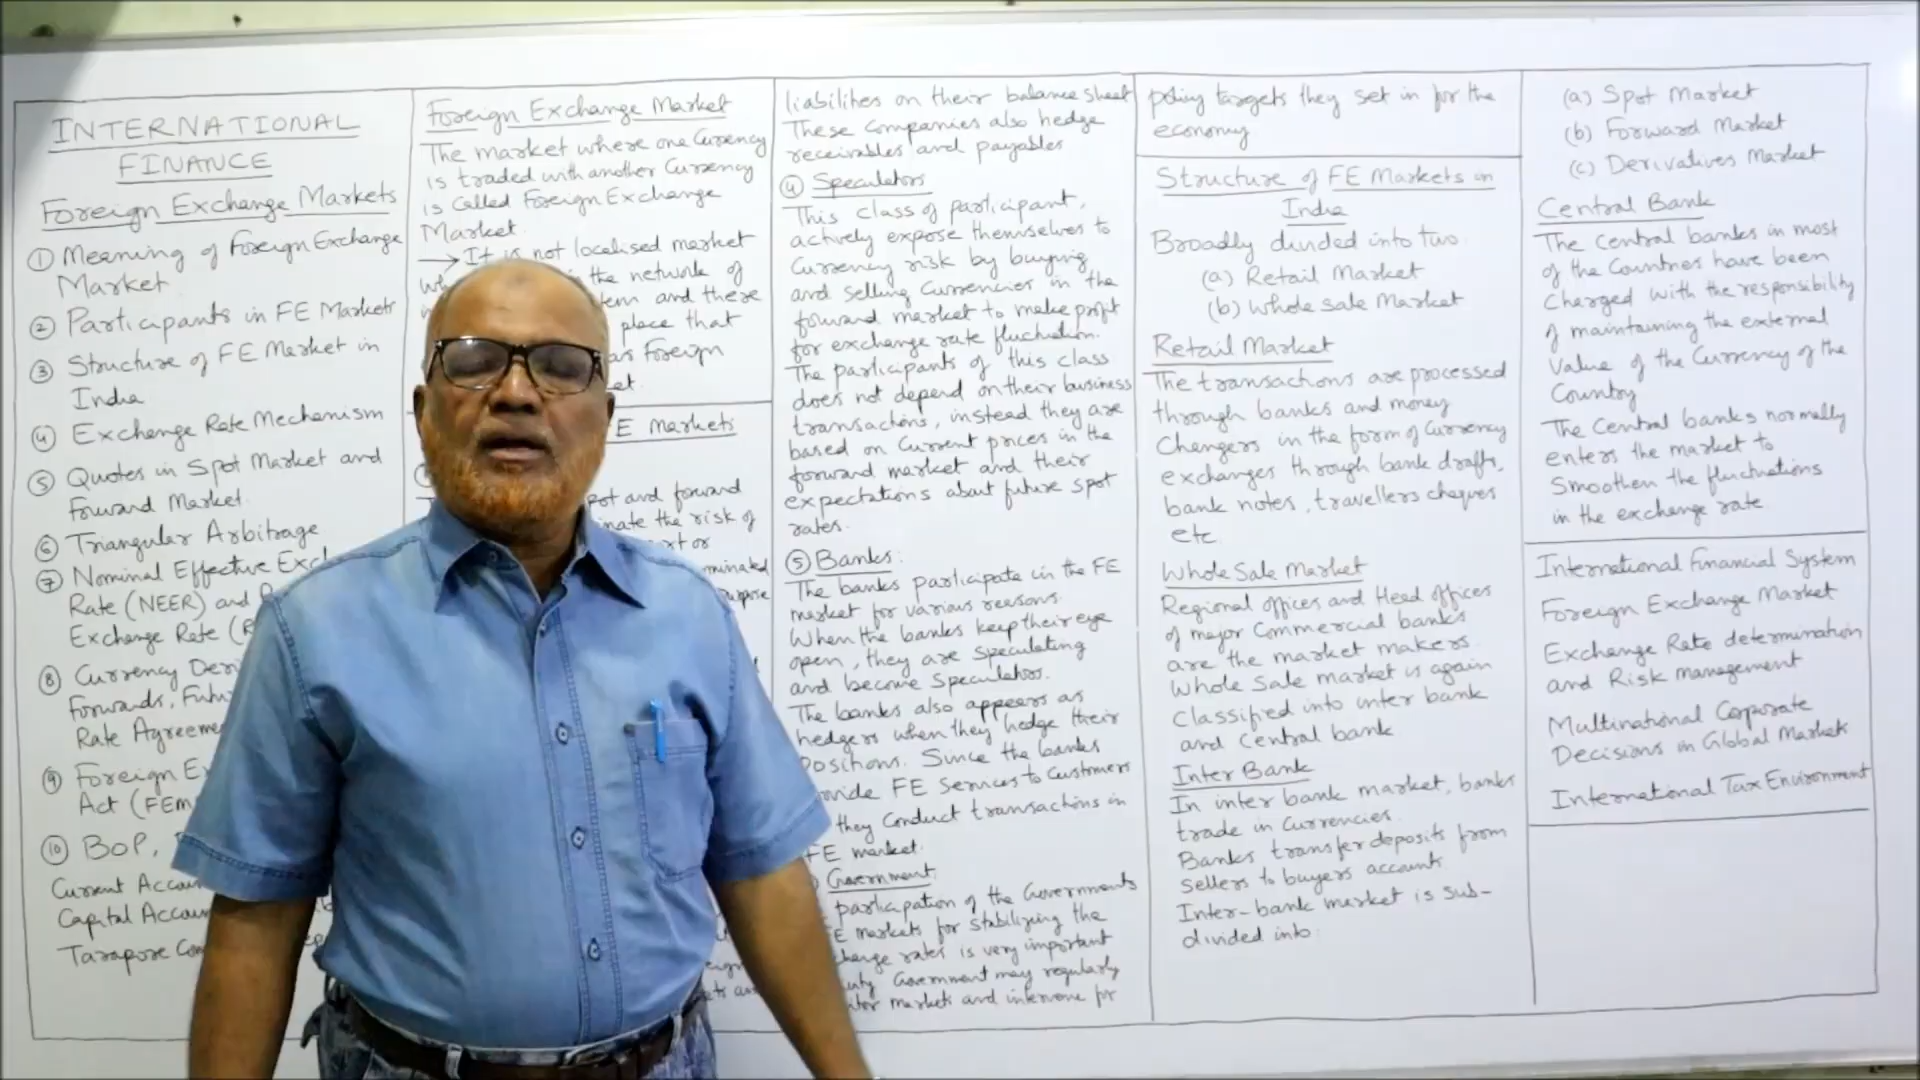 INTERNATIONAL
FINANCE
Foreign Exchange Markets
① Meaning of Foreign Exchange
Market
② Participants in FE Markets
③ Structure of FE Market in
India
④ Exchange Rate Mechanism
⑤ Quotes in Spot Market and
Forward Market
⑥ Triangular Arbitrage
⑦ Nominal Effective
Rate (NEER) and
Exchange Rate
⑧ Currency
Forwards,
Rate
⑨ Foreign
Act
⑩ BOP,
Current
Capital
Tarapore
Foreign Exchange Market
The market where one Currency
is traded with another Currency
is called Foreign Exchange
Market.
→ It is not localised market
the network of
and there
place that
Foreign
FE Markets
and forward
the risk of
or
liabilities on their balance sheet
These Companies also hedge
receivables and payables
④ Speculators
This class of participant,
actively expose themselves to
Currency risk by buying
and selling Currencies in the
forward market to make profit
for exchange rate fluctuation.
The participants of this class
does not depend on their business
transactions, instead they are
based on Current prices in the
forward market and their
expectations about future spot
rates.
⑤ Banks:
The banks participate in the FE
market for various reasons
When the banks keep their eye
open, they are speculating
and become Speculators.
The banks also appears as
hedgers when they hedge their
positions. Since the banks
FE Services to Customers
they Conduct transactions in
FE market.
Government
participation of the Governments
markets for stabilizing the
rates is very important
Government may regularly
markets and intervene for
policy targets they set in for the
economy
Structure of FE Markets in
India
Broadly divided into two
(a) Retail Market
(b) Whole Sale Market
Retail Market
The transactions are processed
through banks and money
Changers in the form of Currency
exchanges through bank drafts,
bank notes, travellers cheques
etc.
Whole Sale Market
Regional offices and Head offices
of major Commercial banks
are the market makers.
Whole Sale market is again
Classified into inter bank
and Central bank
Inter Bank
In inter bank market, banks
trade in Currencies.
Banks transfer deposits from
Sellers to buyers account.
Inter-bank market is sub-
divided into:
(a) Spot Market
(b) Forward Market
(c) Derivatives Market
Central Bank
The Central banks in most
of the Countries have been
Charged with the responsibility
of maintaining the external
Value of the Currency of the
Country
The Central banks normally
enters the market to
Smoothen the fluctuations
in the exchange rate
International Financial System
Foreign Exchange Market
Exchange Rate determination
and Risk management
Multinational Corporate
Decisions in Global Markets
International Tax Environment